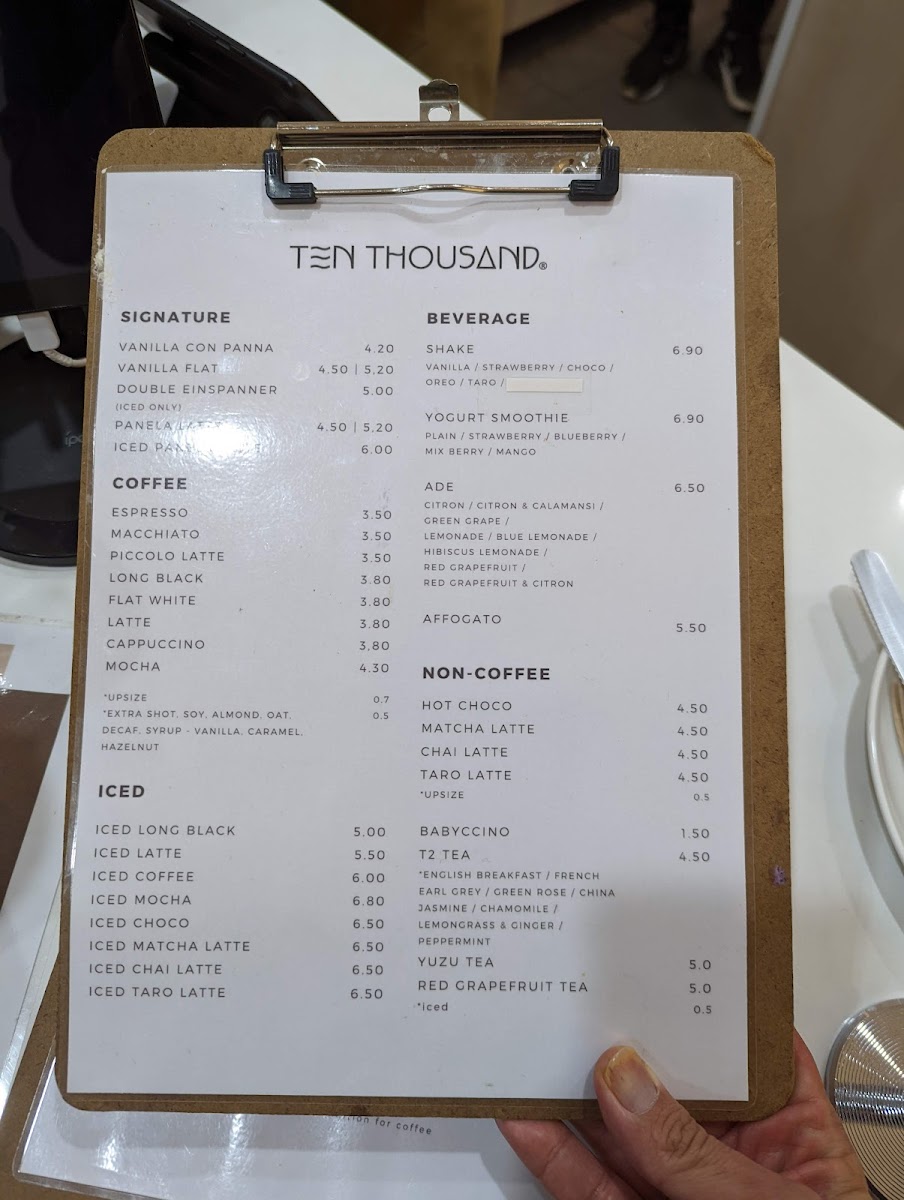 TEN THOUSAND®
SIGNATURE
VANILLA CON PANNA 4.20
VANILLA FLAT 4.50 | 5.20
DOUBLE EINSPANNER 5.00
(ICED ONLY)
PANELA LATTE 4.50 | 5.20
ICED 6.00
COFFEE
ESPRESSO 3.50
MACCHIATO 3.50
PICCOLO LATTE 3.50
LONG BLACK 3.80
FLAT WHITE 3.80
LATTE 3.80
CAPPUCCINO 3.80
MOCHA 4.30
*UPSIZE 0.7
*EXTRA SHOT, SOY, ALMOND, OAT, 0.5
DECAF, SYRUP - VANILLA, CARAMEL,
HAZELNUT
ICED
ICED LONG BLACK 5.00
ICED LATTE 5.50
ICED COFFEE 6.00
ICED MOCHA 6.80
ICED CHOCO 6.50
ICED MATCHA LATTE 6.50
ICED CHAI LATTE 6.50
ICED TARO LATTE 6.50
BEVERAGE
SHAKE 6.90
VANILLA / STRAWBERRY / CHOCO /
OREO / TARO /
YOGURT SMOOTHIE 6.90
PLAIN / STRAWBERRY / BLUEBERRY /
MIX BERRY / MANGO
ADE 6.50
CITRON / CITRON & CALAMANSI /
GREEN GRAPE /
LEMONADE / BLUE LEMONADE /
HIBISCUS LEMONADE /
RED GRAPEFRUIT /
RED GRAPEFRUIT & CITRON
AFFOGATO 5.50
NON-COFFEE
HOT CHOCO 4.50
MATCHA LATTE 4.50
CHAI LATTE 4.50
TARO LATTE 4.50
*UPSIZE 0.5
BABYCCINO 1.50
T2 TEA 4.50
*ENGLISH BREAKFAST / FRENCH
EARL GREY / GREEN ROSE / CHINA
JASMINE / CHAMOMILE /
LEMONGRASS & GINGER /
PEPPERMINT
YUZU TEA 5.0
RED GRAPEFRUIT TEA 5.0
*iced 0.5
for coffee